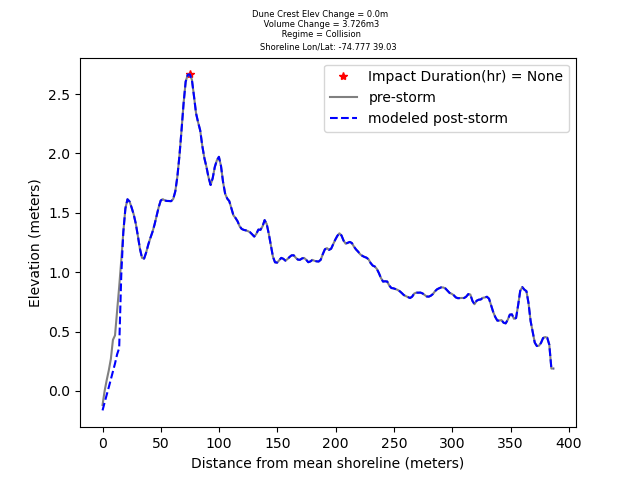 Dune Crest Elev Change = 0.0m
Volume Change = 3.726m3
Regime = Collision
Shoreline Lon/Lat: -74.777 39.03
Impact Duration(hr) = None
pre-storm
modeled post-storm
Elevation (meters)
2.5
2.0
1.5
1.0
0.5
0.0
0 50 100 150 200 250 300 350 400
Distance from mean shoreline (meters)